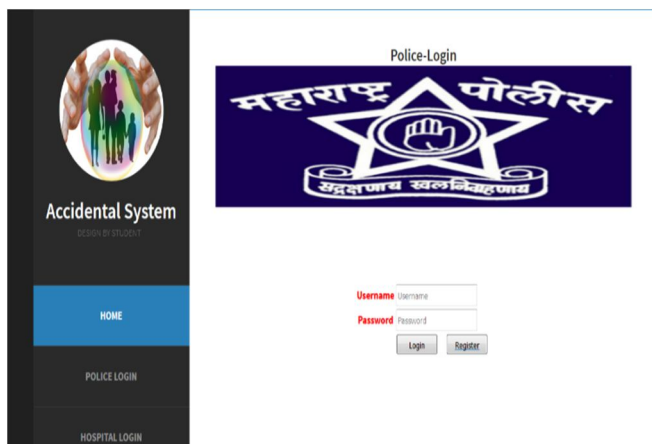 Accidental System
DESIGN BY STUDENT
HOME
POLICE LOGIN
HOSPITAL LOGIN
Police-Login
महाराष्ट्र पोलीस
सद्रक्षणाय खलनिग्रहणाय
Username Username
Password Password
Login Register